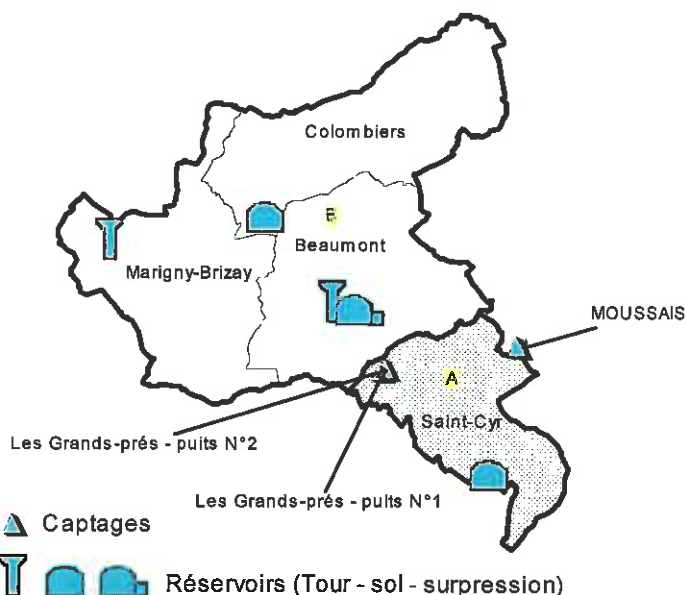 Colombiers
B
Beaumont
Marigny-Brizay
MOUSSAIS
A
Saint-Cyr
Les Grands-prés - puits N°2
Les Grands-prés - puits N°1
Captages
Réservoirs (Tour - sol - surpression)